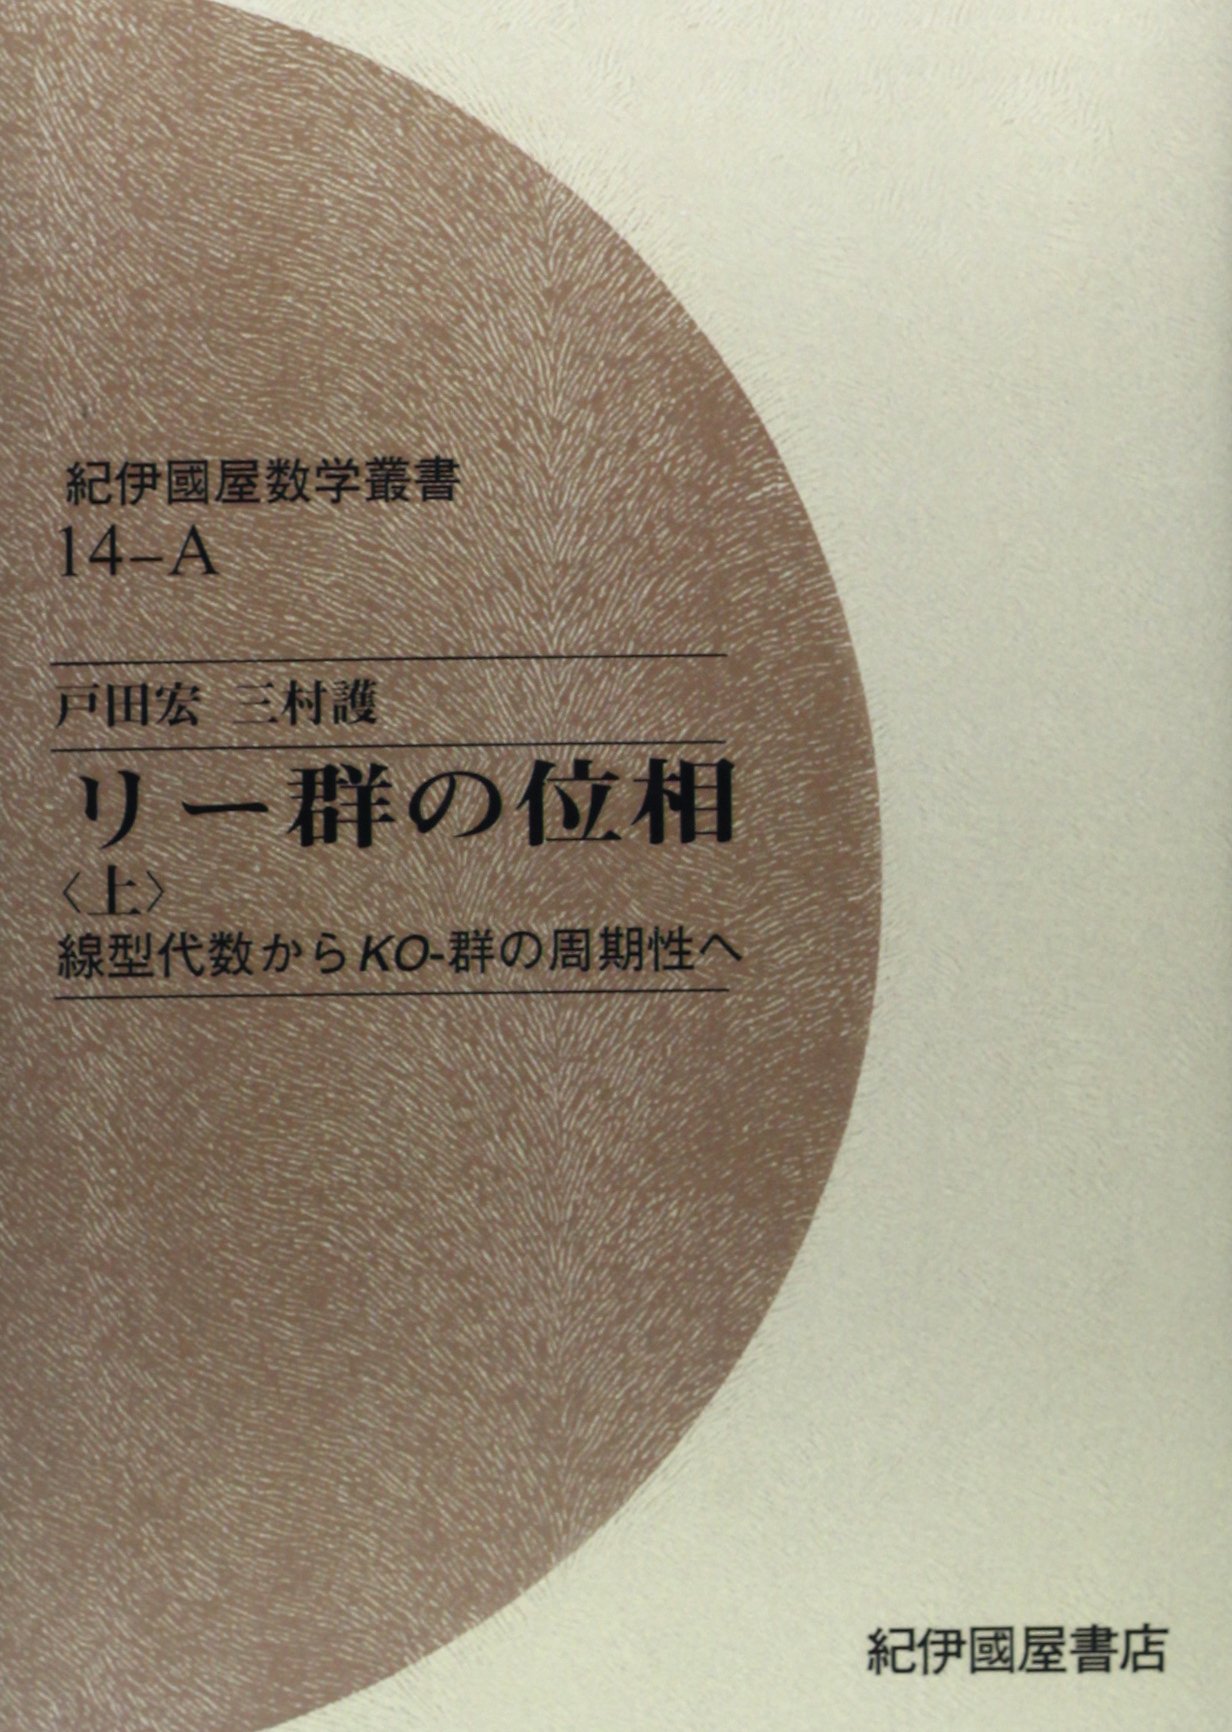 紀伊國屋数学叢書
14-A
戸田宏 三村護
リー群の位相
〈上〉
線型代数からKO-群の周期性へ
紀伊國屋書店